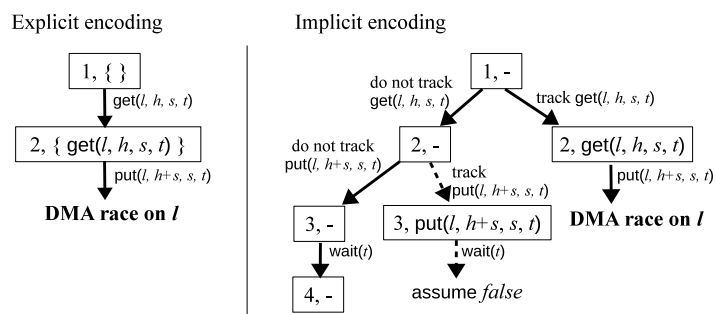 Explicit encoding
1, { }
get(l, h, s, t)
2, { get(l, h, s, t) }
put(l, h+s, s, t)
DMA race on l
Implicit encoding
1, -
do not track
get(l, h, s, t)
track get(l, h, s, t)
2, -
2, get(l, h, s, t)
do not track
put(l, h+s, s, t)
track
put(l, h+s, s, t)
put(l, h+s, s, t)
DMA race on l
3, -
3, put(l, h+s, s, t)
wait(t)
wait(t)
4, -
assume false